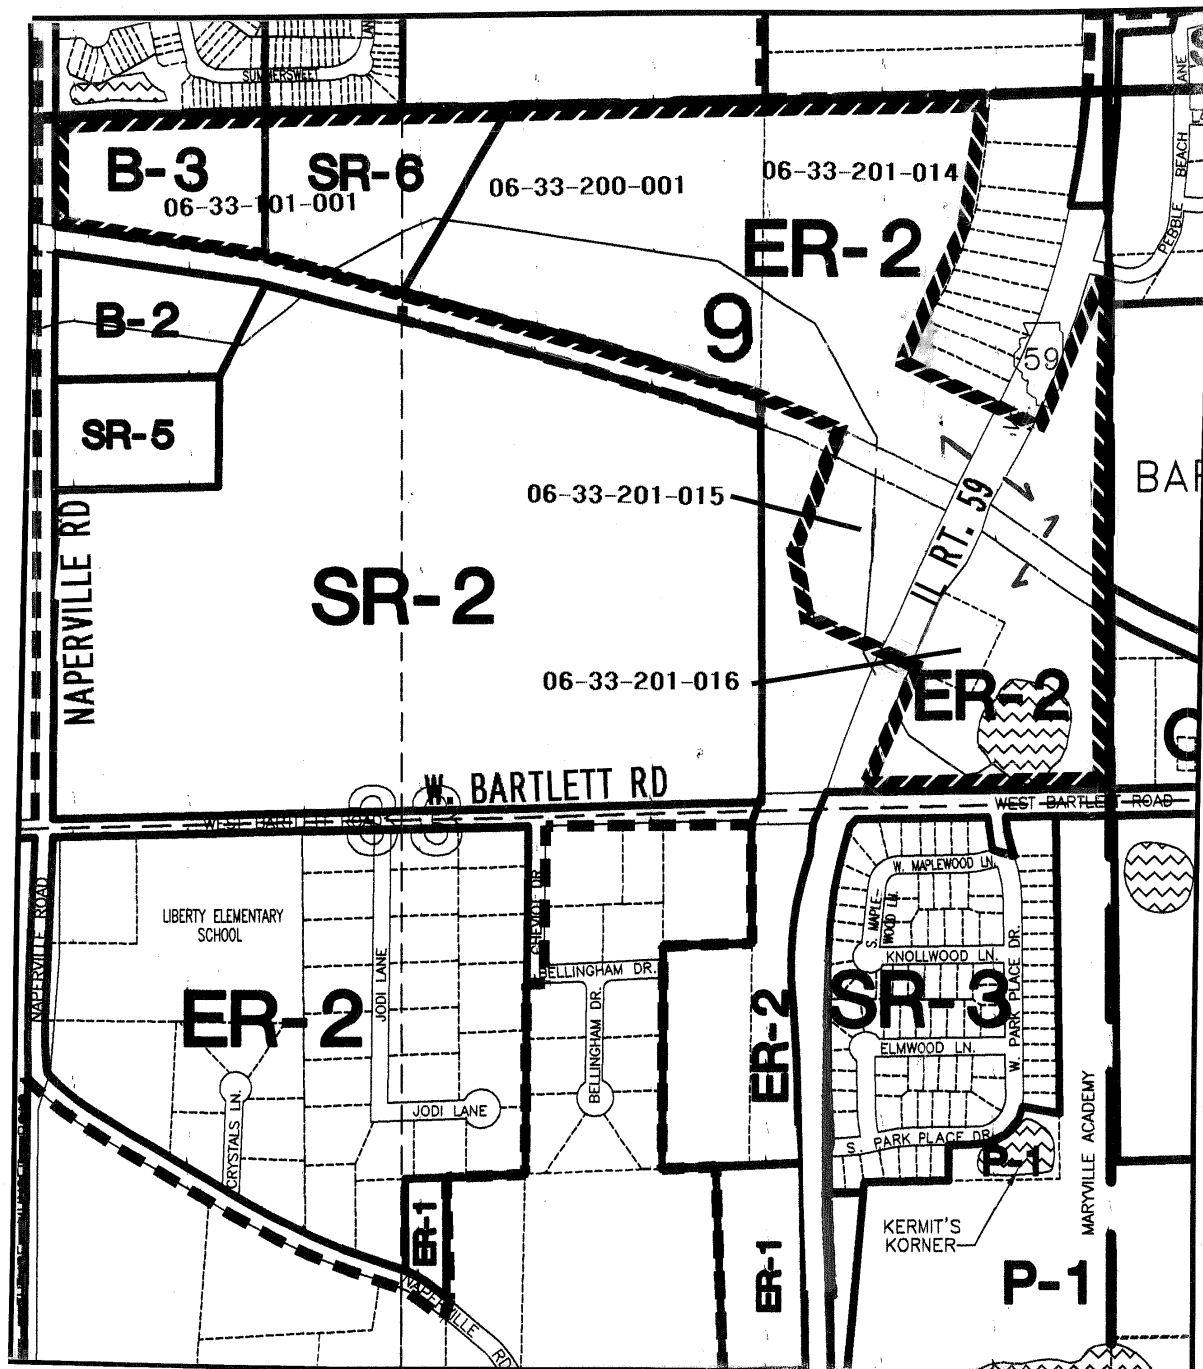 SUMMERSWEET
LANE
BEACH
PEBBLE
B-3
SR-6
06-33-101-001
06-33-200-001
06-33-201-014
ER-2
B-2
9
59
SR-5
06-33-201-015
IL RT. 59
NAPERVILLE RD
SR-2
06-33-201-016
ER-2
W. BARTLETT RD
WEST BARTLETT ROAD
WEST BARTLETT ROAD
NAPERVILLE ROAD
LIBERTY ELEMENTARY
SCHOOL
JODI LANE
CHEVIOT DR.
BELLINGHAM DR.
BELLINGHAM DR.
W. MAPLEWOOD LN.
S. MAPLE-
WOOD LN.
KNOLLWOOD LN.
W. PARK PLACE DR.
ER-2
ER-2
SR-3
ELMWOOD LN.
CRYSTALS LN.
JODI LANE
S. PARK PLACE DR.
P-1
MARYVILLE ACADEMY
ER-1
ER-1
KERMIT'S
KORNER
P-1
NAPERVILLE RD